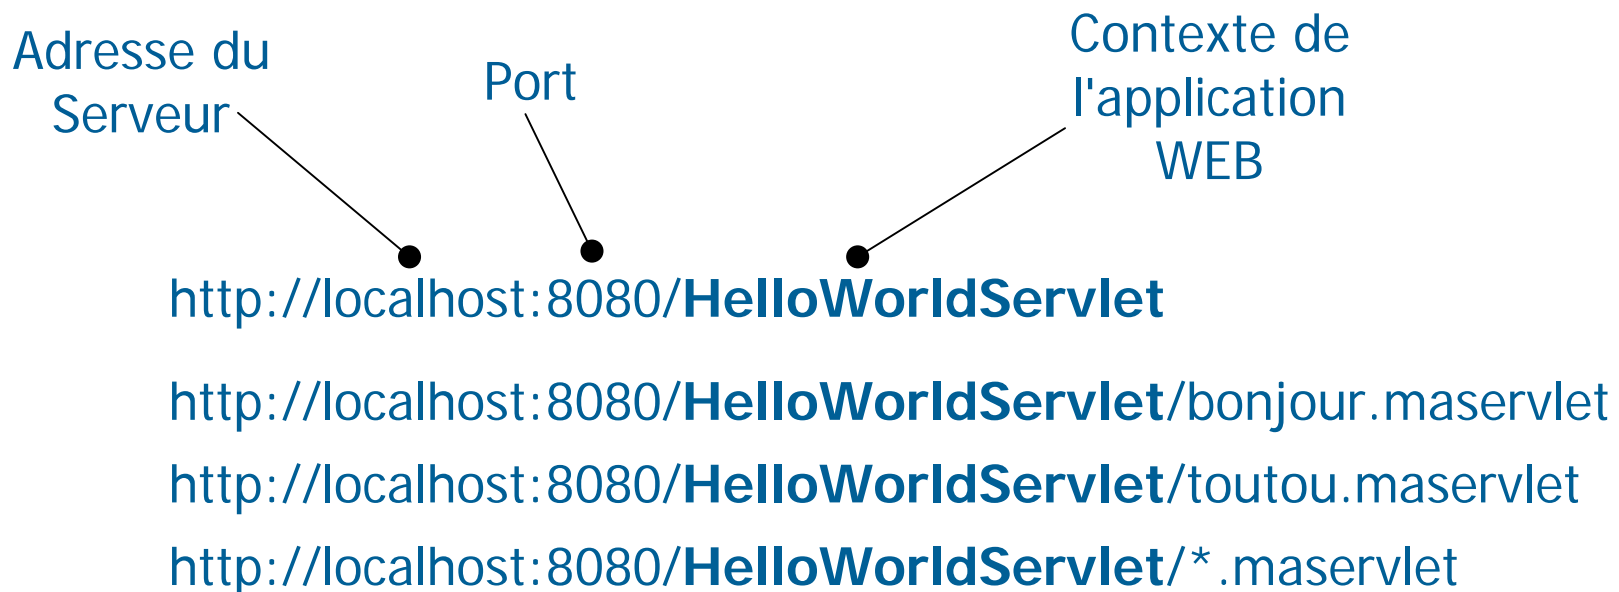 Adresse du
Serveur
Port
Contexte de
l'application
WEB
http://localhost:8080/HelloWorldServlet
http://localhost:8080/HelloWorldServlet/bonjour.maservlet
http://localhost:8080/HelloWorldServlet/toutou.maservlet
http://localhost:8080/HelloWorldServlet/*.maservlet